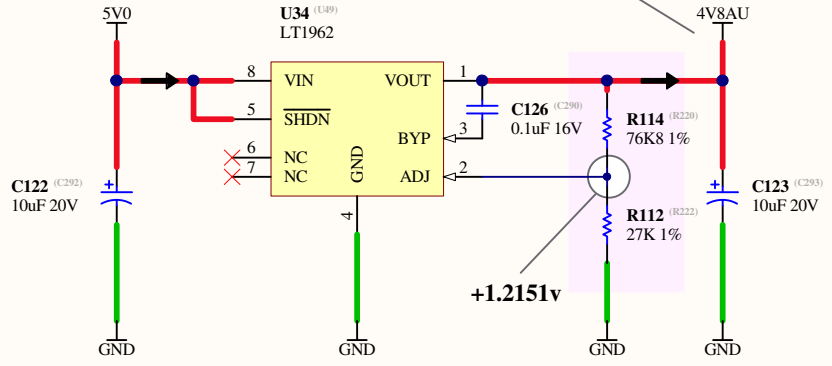 5V0
U34 (U49)
LT1962
4V8AU
8 VIN
VOUT 1
5 SHDN
C126 (C290)
0.1uF 16V
R114 (R220)
76K8 1%
BYP 3
6 NC
7 NC
GND
ADJ 2
4
C122 (C292)
10uF 20V
C123 (C293)
10uF 20V
R112 (R222)
27K 1%
+1.2151v
GND
GND
GND
GND